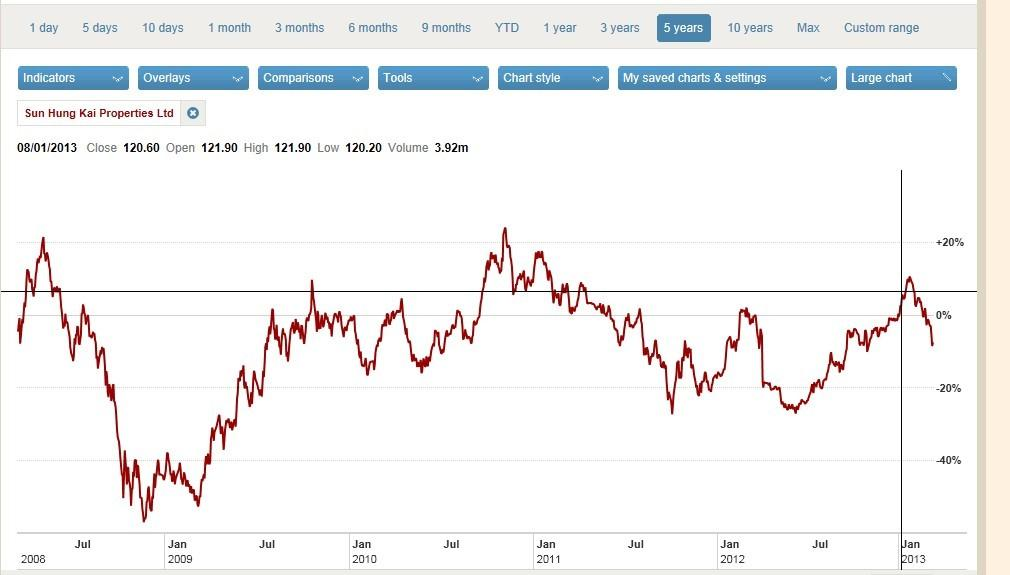 1 day 5 days 10 days 1 month 3 months 6 months 9 months YTD 1 year 3 years 5 years 10 years Max Custom range
Indicators Overlays Comparisons Tools Chart style My saved charts & settings Large chart
Sun Hung Kai Properties Ltd
08/01/2013 Close 120.60 Open 121.90 High 121.90 Low 120.20 Volume 3.92m
+20%
0%
-20%
-40%
Jul Jan Jul Jan Jul Jan Jul Jan Jul Jan
2008 2009 2010 2011 2012 2013